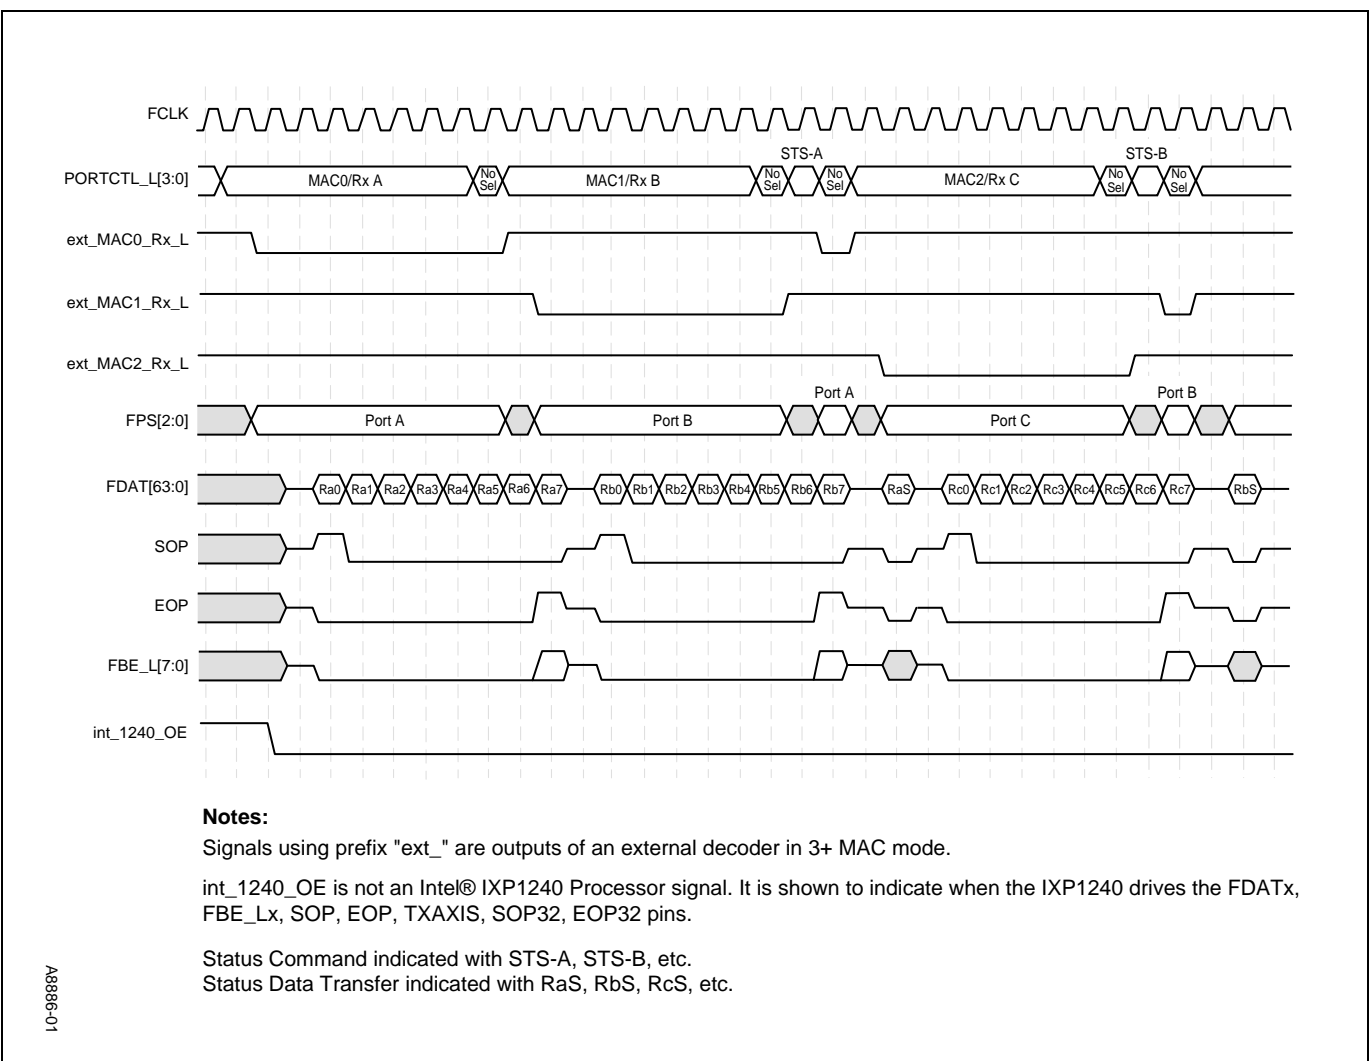 FCLK
STS-A
STS-B
PORTCTL_L[3:0]
MAC0/Rx A
No
Sel
MAC1/Rx B
No
Sel
No
Sel
MAC2/Rx C
No
Sel
No
Sel
ext_MAC0_Rx_L
ext_MAC1_Rx_L
ext_MAC2_Rx_L
Port A
Port B
FPS[2:0]
Port A
Port B
Port C
FDAT[63:0]
Ra0 Ra1 Ra2 Ra3 Ra4 Ra5 Ra6 Ra7 Rb0 Rb1 Rb2 Rb3 Rb4 Rb5 Rb6 Rb7 RaS Rc0 Rc1 Rc2 Rc3 Rc4 Rc5 Rc6 Rc7 RbS
SOP
EOP
FBE_L[7:0]
int_1240_OE
Notes:
Signals using prefix "ext_" are outputs of an external decoder in 3+ MAC mode.
int_1240_OE is not an Intel® IXP1240 Processor signal. It is shown to indicate when the IXP1240 drives the FDATx,
FBE_Lx, SOP, EOP, TXAXIS, SOP32, EOP32 pins.
Status Command indicated with STS-A, STS-B, etc.
Status Data Transfer indicated with RaS, RbS, RcS, etc.
A8886-01